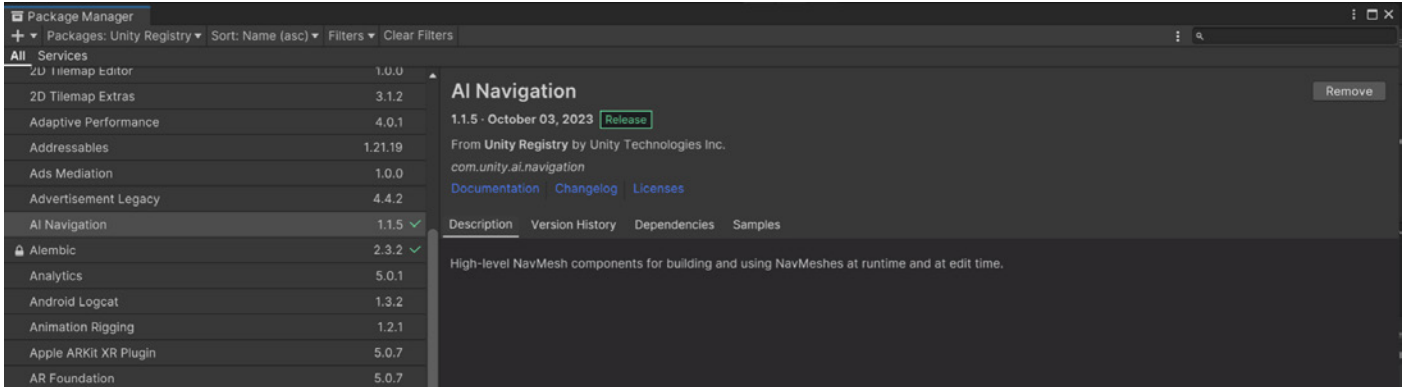 Package Manager
+ Packages: Unity Registry Sort: Name (asc) Filters Clear Filters
All Services
2D Tilemap Editor 1.0.0
2D Tilemap Extras 3.1.2
Adaptive Performance 4.0.1
Addressables 1.21.19
Ads Mediation 1.0.0
Advertisement Legacy 4.4.2
AI Navigation 1.1.5
Alembic 2.3.2
Analytics 5.0.1
Android Logcat 1.3.2
Animation Rigging 1.2.1
Apple ARKit XR Plugin 5.0.7
AR Foundation 5.0.7
AI Navigation
Remove
1.1.5 · October 03, 2023 Release
From Unity Registry by Unity Technologies Inc.
com.unity.ai.navigation
Documentation Changelog Licenses
Description Version History Dependencies Samples
High-level NavMesh components for building and using NavMeshes at runtime and at edit time.